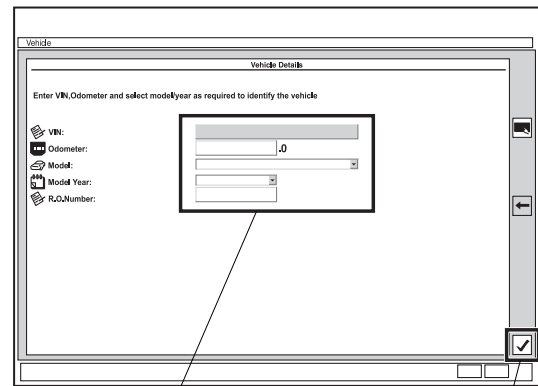 Vehicle
Vehicle Details
Enter VIN,Odometer and select model/year as required to identify the vehicle
VIN:
Odometer: .0
Model:
Model Year:
R.O.Number: